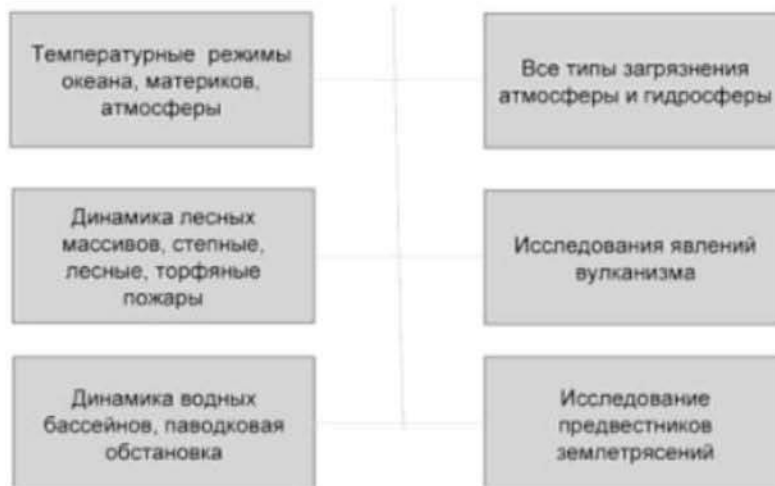 Температурные режимы
океана, материков,
атмосферы
Все типы загрязнения
атмосферы и гидросферы
Динамика лесных
массивов, степные,
лесные, торфяные
пожары
Исследования явлений
вулканизма
Динамика водных
бассейнов, паводковая
обстановка
Исследование
предвестников
землетрясений